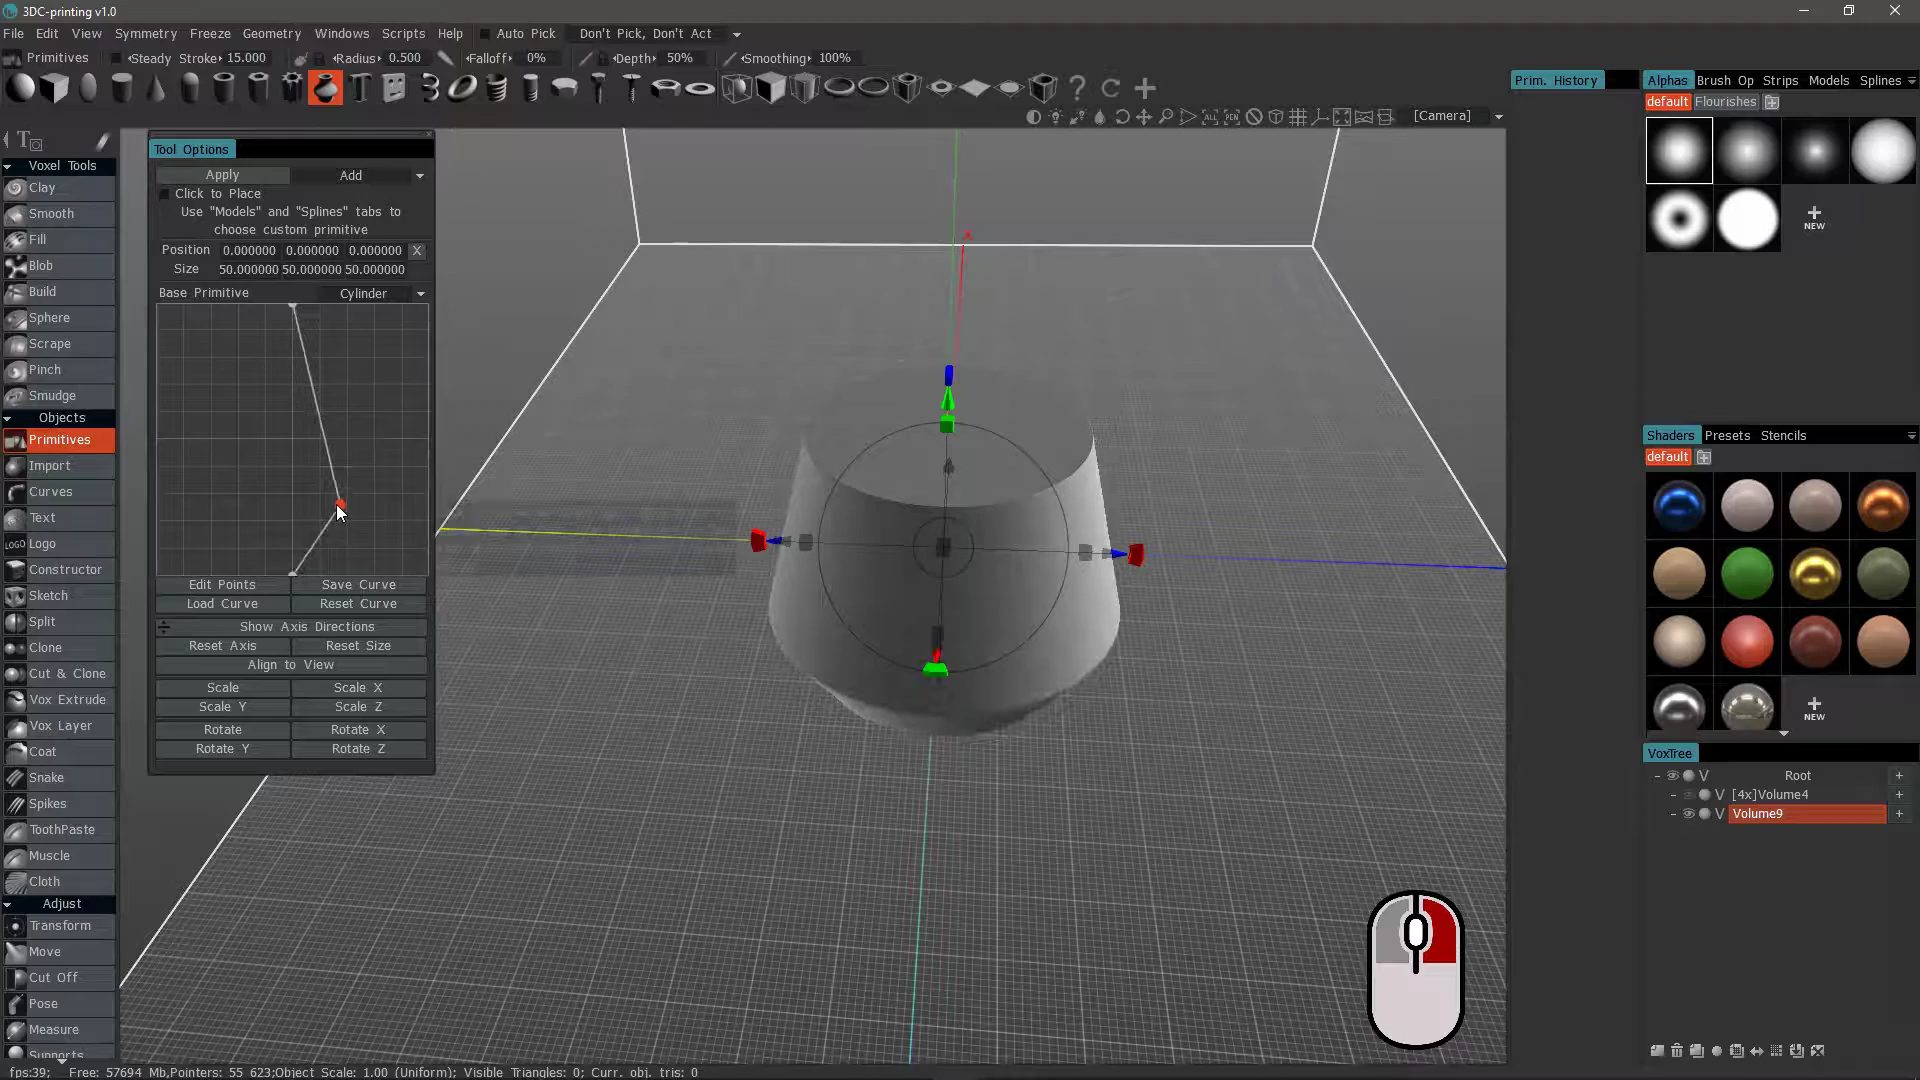 3DC-printing v1.0
File Edit View Symmetry Freeze Geometry Windows Scripts Help Auto Pick Don't Pick, Don't Act
Primitives Steady Stroke 15.000 Radius 0.500 Falloff 0% Depth 50% Smoothing 100%
Prim. History
Alphas Brush Op Strips Models Splines
default Flourishes
[Camera]
NEW
Tool Options
Apply Add
Click to Place
Use "Models" and "Splines" tabs to
choose custom primitive
Position 0.000000 0.000000 0.000000 X
Size 50.000000 50.000000 50.000000
Base Primitive Cylinder
Edit Points Save Curve
Load Curve Reset Curve
Show Axis Directions
Reset Axis Reset Size
Align to View
Scale Scale X
Scale Y Scale Z
Rotate Rotate X
Rotate Y Rotate Z
Voxel Tools
Clay
Smooth
Fill
Blob
Build
Sphere
Scrape
Pinch
Smudge
Objects
Primitives
Import
Curves
Text
LOGO Logo
Constructor
Sketch
Split
Clone
Cut & Clone
Vox Extrude
Vox Layer
Coat
Snake
Spikes
ToothPaste
Muscle
Cloth
Adjust
Transform
Move
Cut Off
Pose
Measure
Supports
x
Shaders Presets Stencils
default
NEW
VoxTree
V Root +
V [4x]Volume4 +
V Volume9 +
fps:39; Free: 57694 Mb,Pointers: 55 623;Object Scale: 1.00 (Uniform); Visible Triangles: 0; Curr. obj. tris: 0